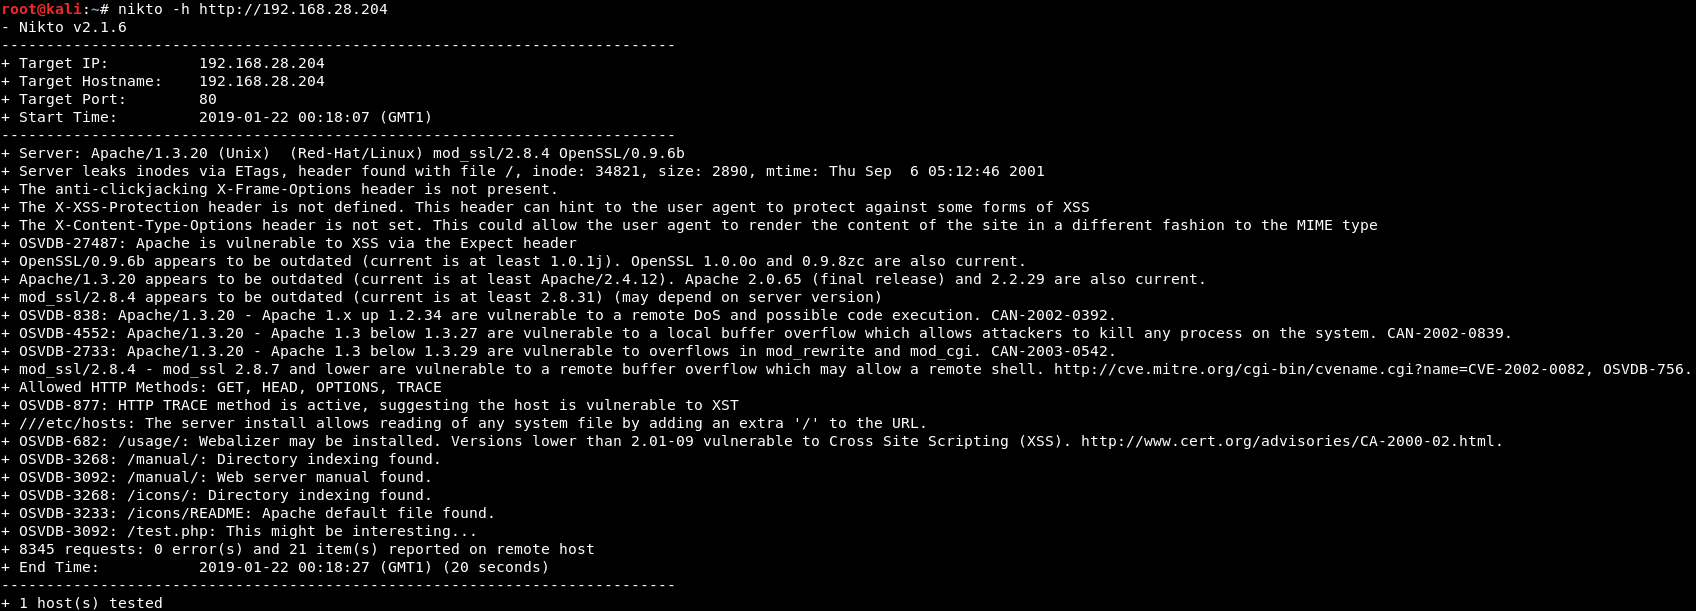 root@kali:~# nikto -h http://192.168.28.204
- Nikto v2.1.6
---------------------------------------------------------------------------
+ Target IP:          192.168.28.204
+ Target Hostname:    192.168.28.204
+ Target Port:        80
+ Start Time:         2019-01-22 00:18:07 (GMT1)
---------------------------------------------------------------------------
+ Server: Apache/1.3.20 (Unix)  (Red-Hat/Linux) mod_ssl/2.8.4 OpenSSL/0.9.6b
+ Server leaks inodes via ETags, header found with file /, inode: 34821, size: 2890, mtime: Thu Sep  6 05:12:46 2001
+ The anti-clickjacking X-Frame-Options header is not present.
+ The X-XSS-Protection header is not defined. This header can hint to the user agent to protect against some forms of XSS
+ The X-Content-Type-Options header is not set. This could allow the user agent to render the content of the site in a different fashion to the MIME type
+ OSVDB-27487: Apache is vulnerable to XSS via the Expect header
+ OpenSSL/0.9.6b appears to be outdated (current is at least 1.0.1j). OpenSSL 1.0.0o and 0.9.8zc are also current.
+ Apache/1.3.20 appears to be outdated (current is at least Apache/2.4.12). Apache 2.0.65 (final release) and 2.2.29 are also current.
+ mod_ssl/2.8.4 appears to be outdated (current is at least 2.8.31) (may depend on server version)
+ OSVDB-838: Apache/1.3.20 - Apache 1.x up 1.2.34 are vulnerable to a remote DoS and possible code execution. CAN-2002-0392.
+ OSVDB-4552: Apache/1.3.20 - Apache 1.3 below 1.3.27 are vulnerable to a local buffer overflow which allows attackers to kill any process on the system. CAN-2002-0839.
+ OSVDB-2733: Apache/1.3.20 - Apache 1.3 below 1.3.29 are vulnerable to overflows in mod_rewrite and mod_cgi. CAN-2003-0542.
+ mod_ssl/2.8.4 - mod_ssl 2.8.7 and lower are vulnerable to a remote buffer overflow which may allow a remote shell. http://cve.mitre.org/cgi-bin/cvename.cgi?name=CVE-2002-0082, OSVDB-756.
+ Allowed HTTP Methods: GET, HEAD, OPTIONS, TRACE
+ OSVDB-877: HTTP TRACE method is active, suggesting the host is vulnerable to XST
+ ///etc/hosts: The server install allows reading of any system file by adding an extra '/' to the URL.
+ OSVDB-682: /usage/: Webalizer may be installed. Versions lower than 2.01-09 vulnerable to Cross Site Scripting (XSS). http://www.cert.org/advisories/CA-2000-02.html.
+ OSVDB-3268: /manual/: Directory indexing found.
+ OSVDB-3092: /manual/: Web server manual found.
+ OSVDB-3268: /icons/: Directory indexing found.
+ OSVDB-3233: /icons/README: Apache default file found.
+ OSVDB-3092: /test.php: This might be interesting...
+ 8345 requests: 0 error(s) and 21 item(s) reported on remote host
+ End Time:           2019-01-22 00:18:27 (GMT1) (20 seconds)
---------------------------------------------------------------------------
+ 1 host(s) tested